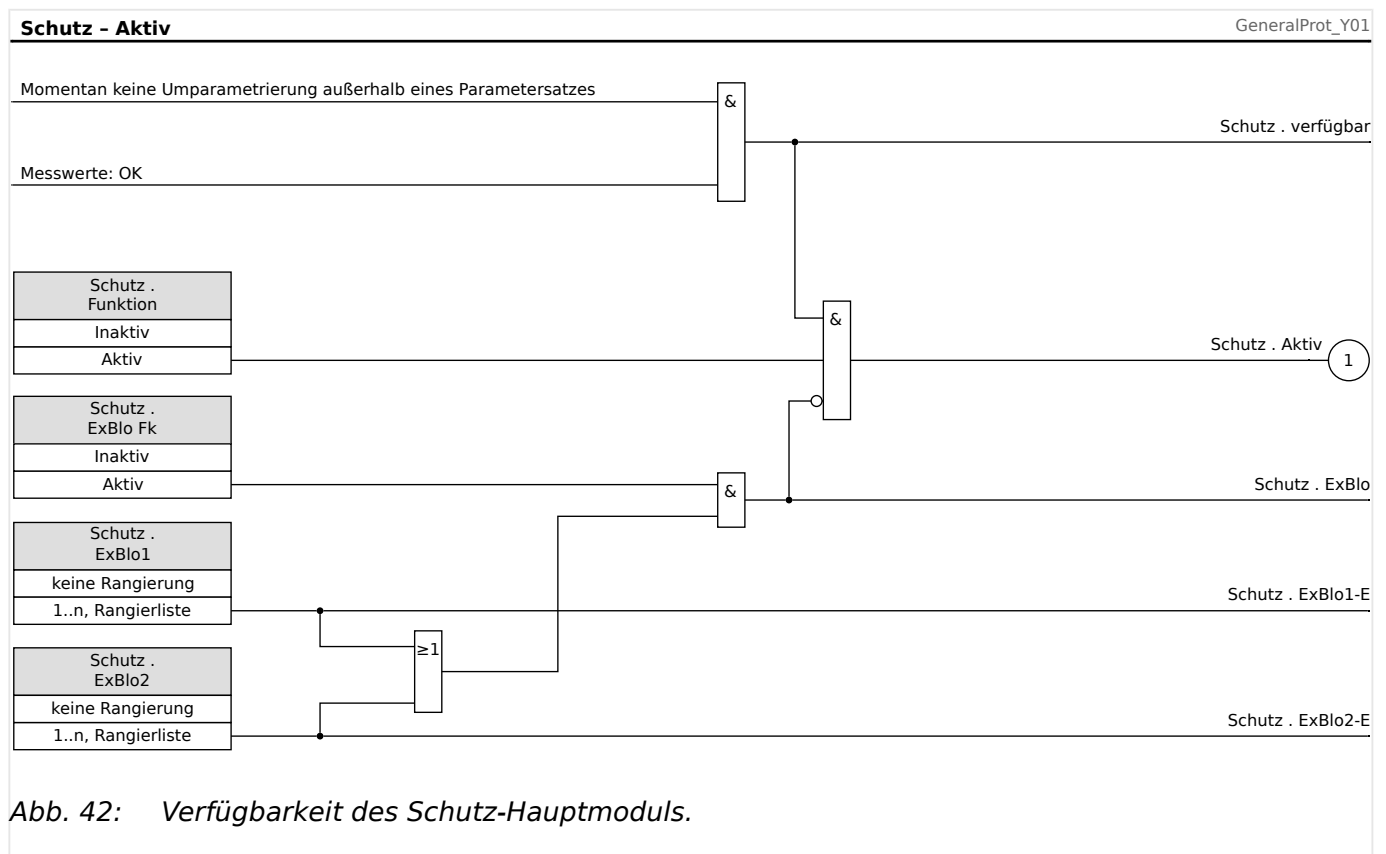 Schutz – Aktiv
GeneralProt_Y01
Momentan keine Umparametrierung außerhalb eines Parametersatzes
&
Schutz . verfügbar
Messwerte: OK
Schutz .
Funktion
Inaktiv
Aktiv
&
Schutz . Aktiv
1
Schutz .
ExBlo Fk
Inaktiv
Aktiv
&
Schutz . ExBlo
Schutz .
ExBlo1
keine Rangierung
1..n, Rangierliste
Schutz . ExBlo1-E
≥1
Schutz .
ExBlo2
keine Rangierung
1..n, Rangierliste
Schutz . ExBlo2-E
Abb. 42: Verfügbarkeit des Schutz-Hauptmoduls.